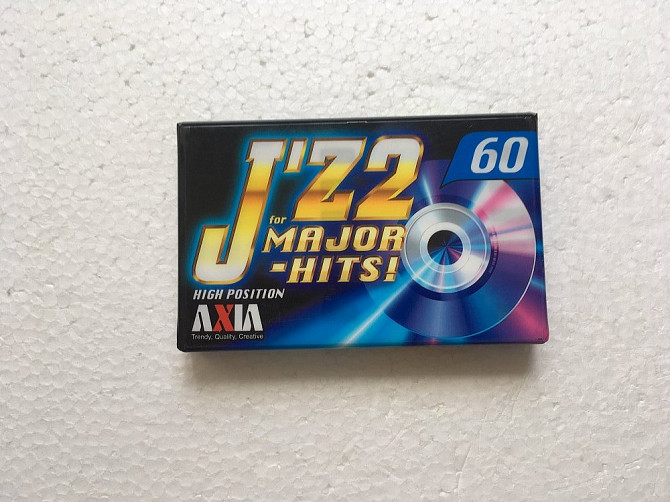 J'Z2
60
for
MAJOR
-HITS!
HIGH POSITION
AXIA
Trendy, Quality, Creative